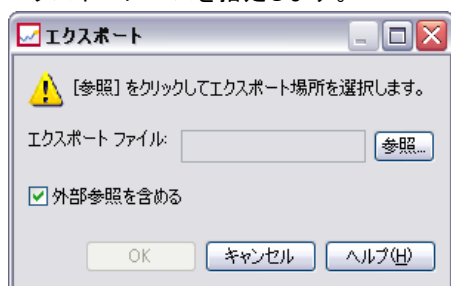 エクスポート
[参照] をクリックしてエクスポート場所を選択します。
エクスポート ファイル:
参照...
外部参照を含める
OK
キャンセル
ヘルプ(H)